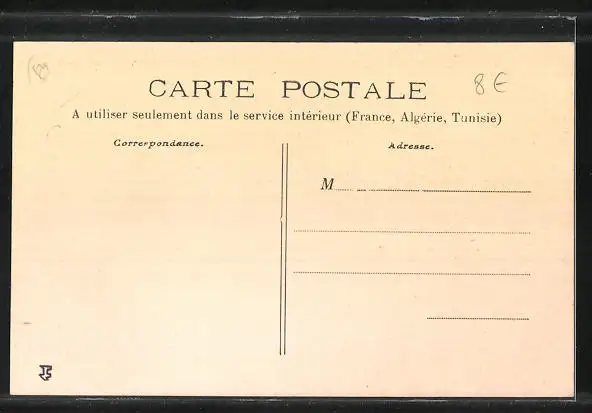 8€
CARTE POSTALE
A utiliser seulement dans le service intérieur (France, Algérie, Tunisie)
Correspondance.
Adresse.
M